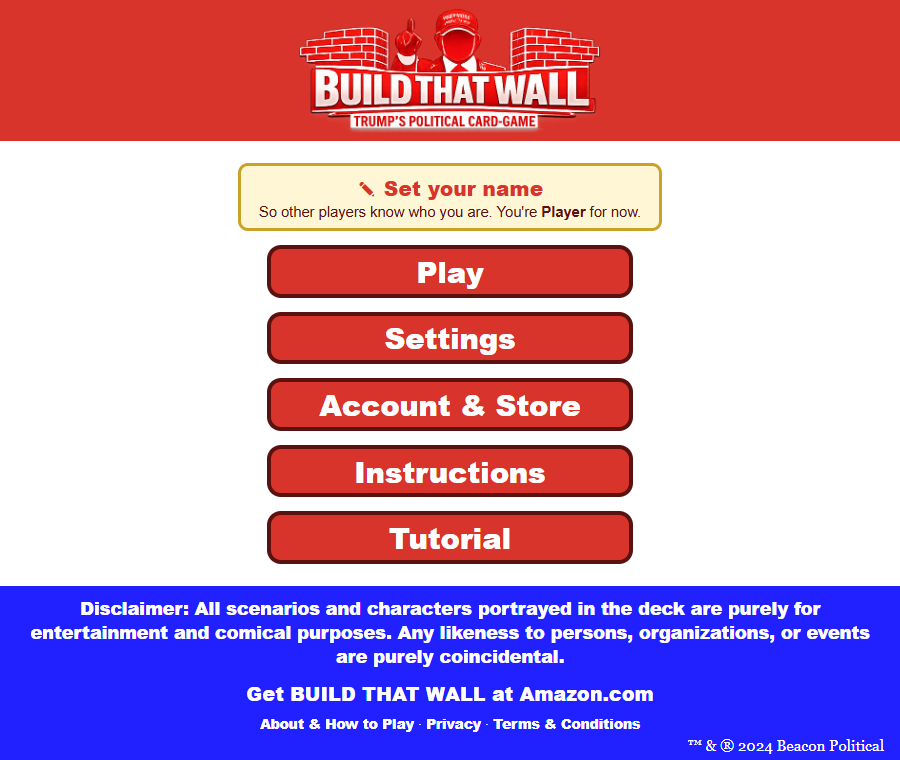 BUILD THAT WALL
TRUMP'S POLITICAL CARD-GAME
Set your name
So other players know who you are. You're Player for now.
Play
Settings
Account & Store
Instructions
Tutorial
Disclaimer: All scenarios and characters portrayed in the deck are purely for
entertainment and comical purposes. Any likeness to persons, organizations, or events
are purely coincidental.
Get BUILD THAT WALL at Amazon.com
About & How to Play · Privacy · Terms & Conditions
™ & ® 2024 Beacon Political